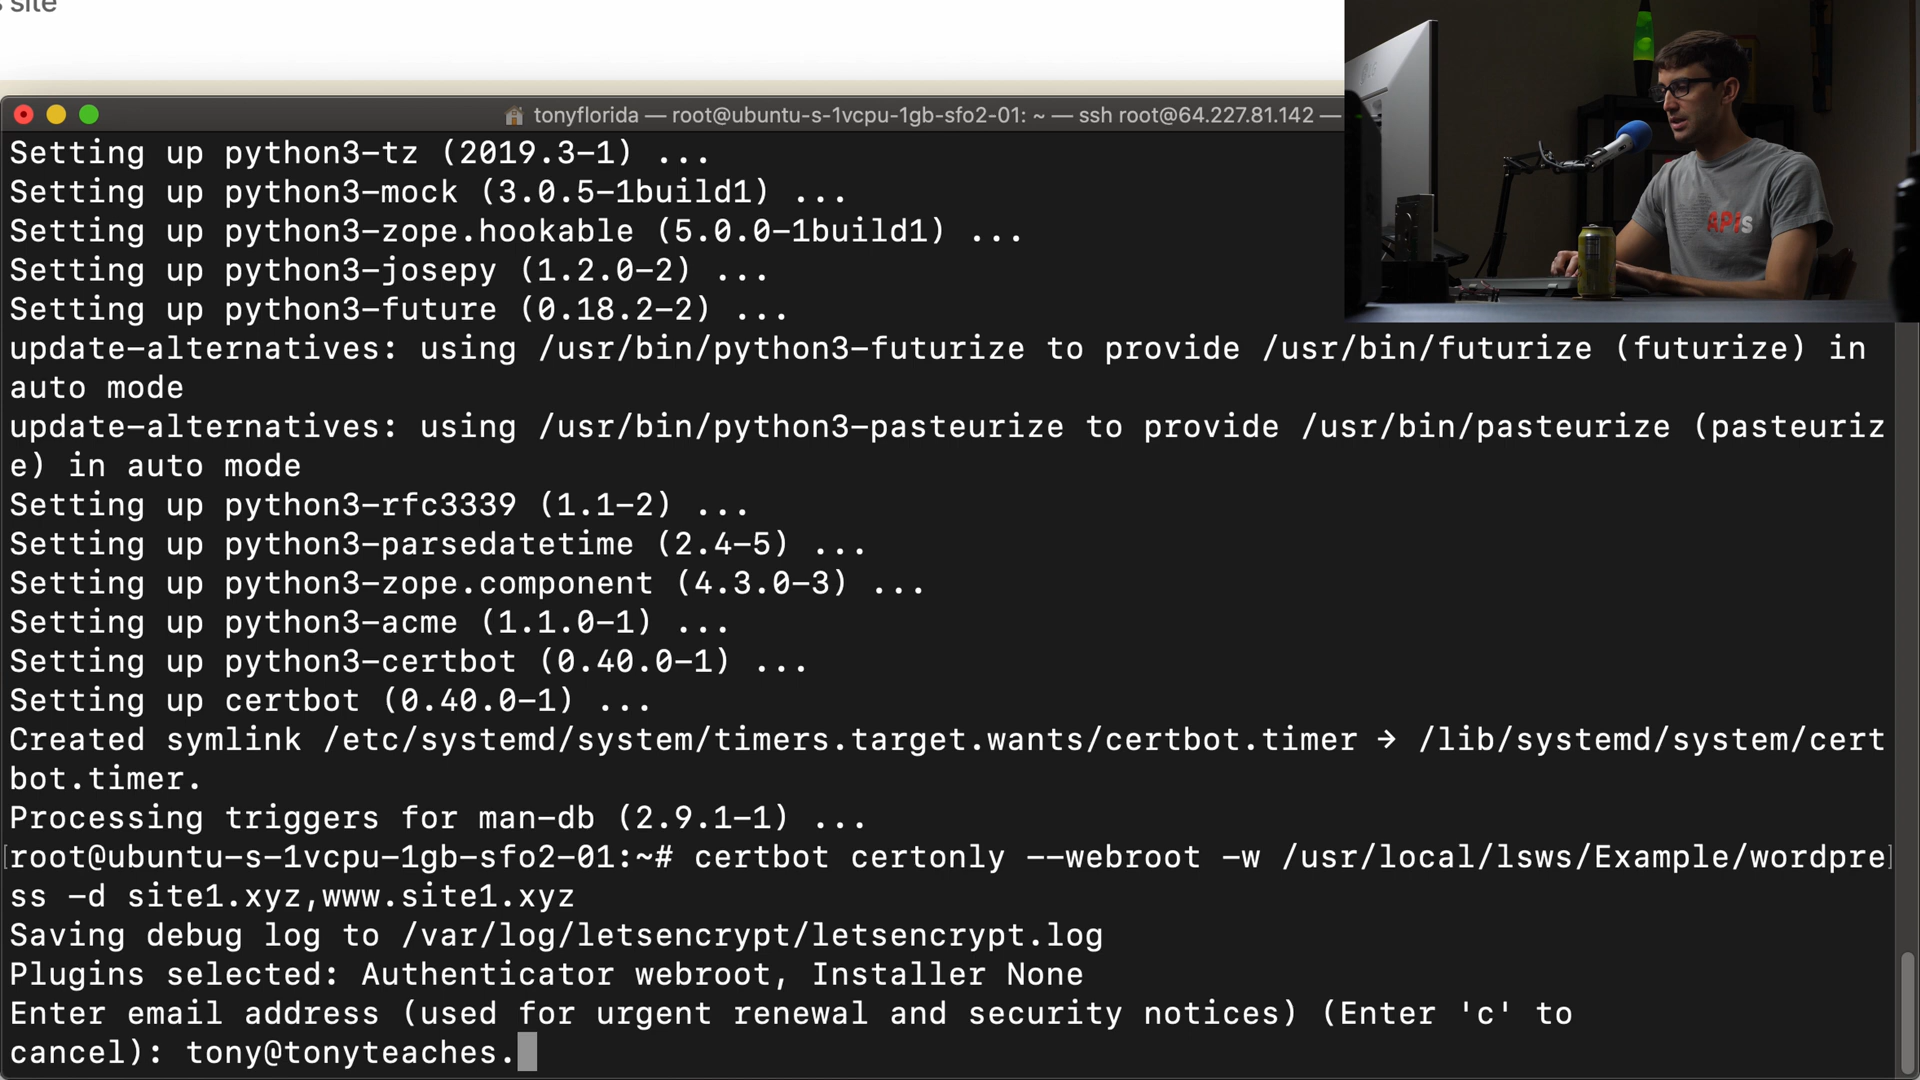 s site
tonyflorida — root@ubuntu-s-1vcpu-1gb-sfo2-01: ~ — ssh root@64.227.81.142 —
Setting up python3-tz (2019.3-1) ...
Setting up python3-mock (3.0.5-1build1) ...
Setting up python3-zope.hookable (5.0.0-1build1) ...
Setting up python3-josepy (1.2.0-2) ...
Setting up python3-future (0.18.2-2) ...
update-alternatives: using /usr/bin/python3-futurize to provide /usr/bin/futurize (futurize) in
auto mode
update-alternatives: using /usr/bin/python3-pasteurize to provide /usr/bin/pasteurize (pasteuriz
e) in auto mode
Setting up python3-rfc3339 (1.1-2) ...
Setting up python3-parsedatetime (2.4-5) ...
Setting up python3-zope.component (4.3.0-3) ...
Setting up python3-acme (1.1.0-1) ...
Setting up python3-certbot (0.40.0-1) ...
Setting up certbot (0.40.0-1) ...
Created symlink /etc/systemd/system/timers.target.wants/certbot.timer → /lib/systemd/system/cert
bot.timer.
Processing triggers for man-db (2.9.1-1) ...
[root@ubuntu-s-1vcpu-1gb-sfo2-01:~# certbot certonly --webroot -w /usr/local/lsws/Example/wordpre]
ss -d site1.xyz,www.site1.xyz
Saving debug log to /var/log/letsencrypt/letsencrypt.log
Plugins selected: Authenticator webroot, Installer None
Enter email address (used for urgent renewal and security notices) (Enter 'c' to
cancel): tony@tonyteaches.
APIs